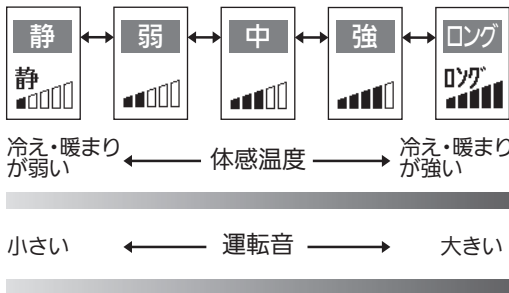 静 弱 中 強 ロング
静 ロング
冷え・暖まり 体感温度 冷え・暖まり
が弱い が強い
小さい 運転音 大きい